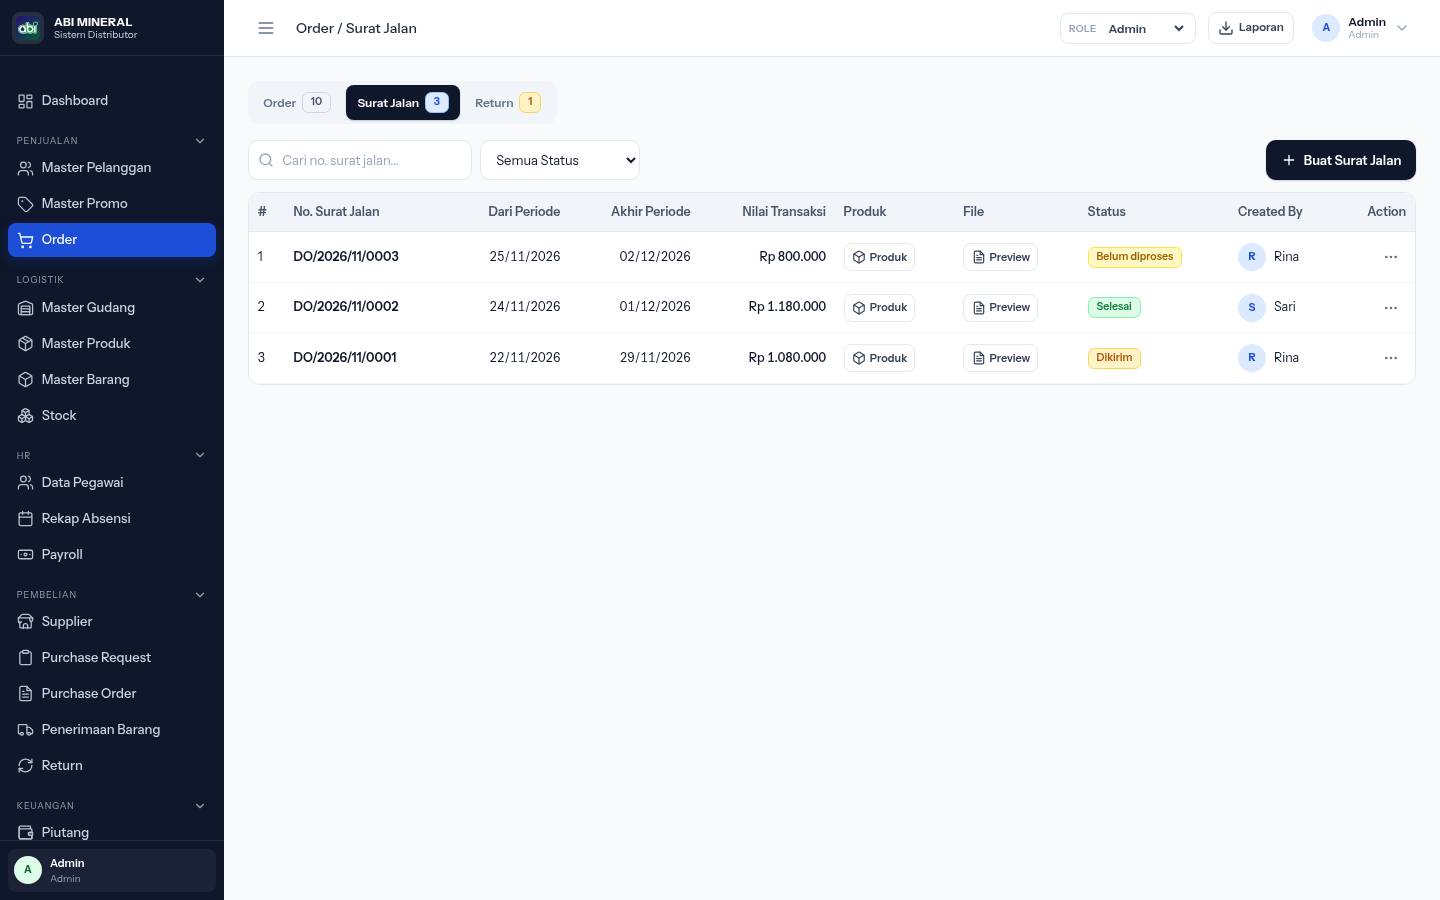 abi
ABI MINERAL
Sistem Distributor
Order / Surat Jalan
ROLE Admin
Laporan
A
Admin
Admin
Dashboard
PENJUALAN
Master Pelanggan
Master Promo
Order
LOGISTIK
Master Gudang
Master Produk
Master Barang
Stock
HR
Data Pegawai
Rekap Absensi
Payroll
PEMBELIAN
Supplier
Purchase Request
Purchase Order
Penerimaan Barang
Return
KEUANGAN
Piutang
A
Admin
Admin
Order 10 Surat Jalan 3 Return 1
Cari no. surat jalan...
Semua Status
+ Buat Surat Jalan
# No. Surat Jalan Dari Periode Akhir Periode Nilai Transaksi Produk File Status Created By Action
1 DO/2026/11/0003 25/11/2026 02/12/2026 Rp 800.000 Produk Preview Belum diproses R Rina ...
2 DO/2026/11/0002 24/11/2026 01/12/2026 Rp 1.180.000 Produk Preview Selesai S Sari ...
3 DO/2026/11/0001 22/11/2026 29/11/2026 Rp 1.080.000 Produk Preview Dikirim R Rina ...